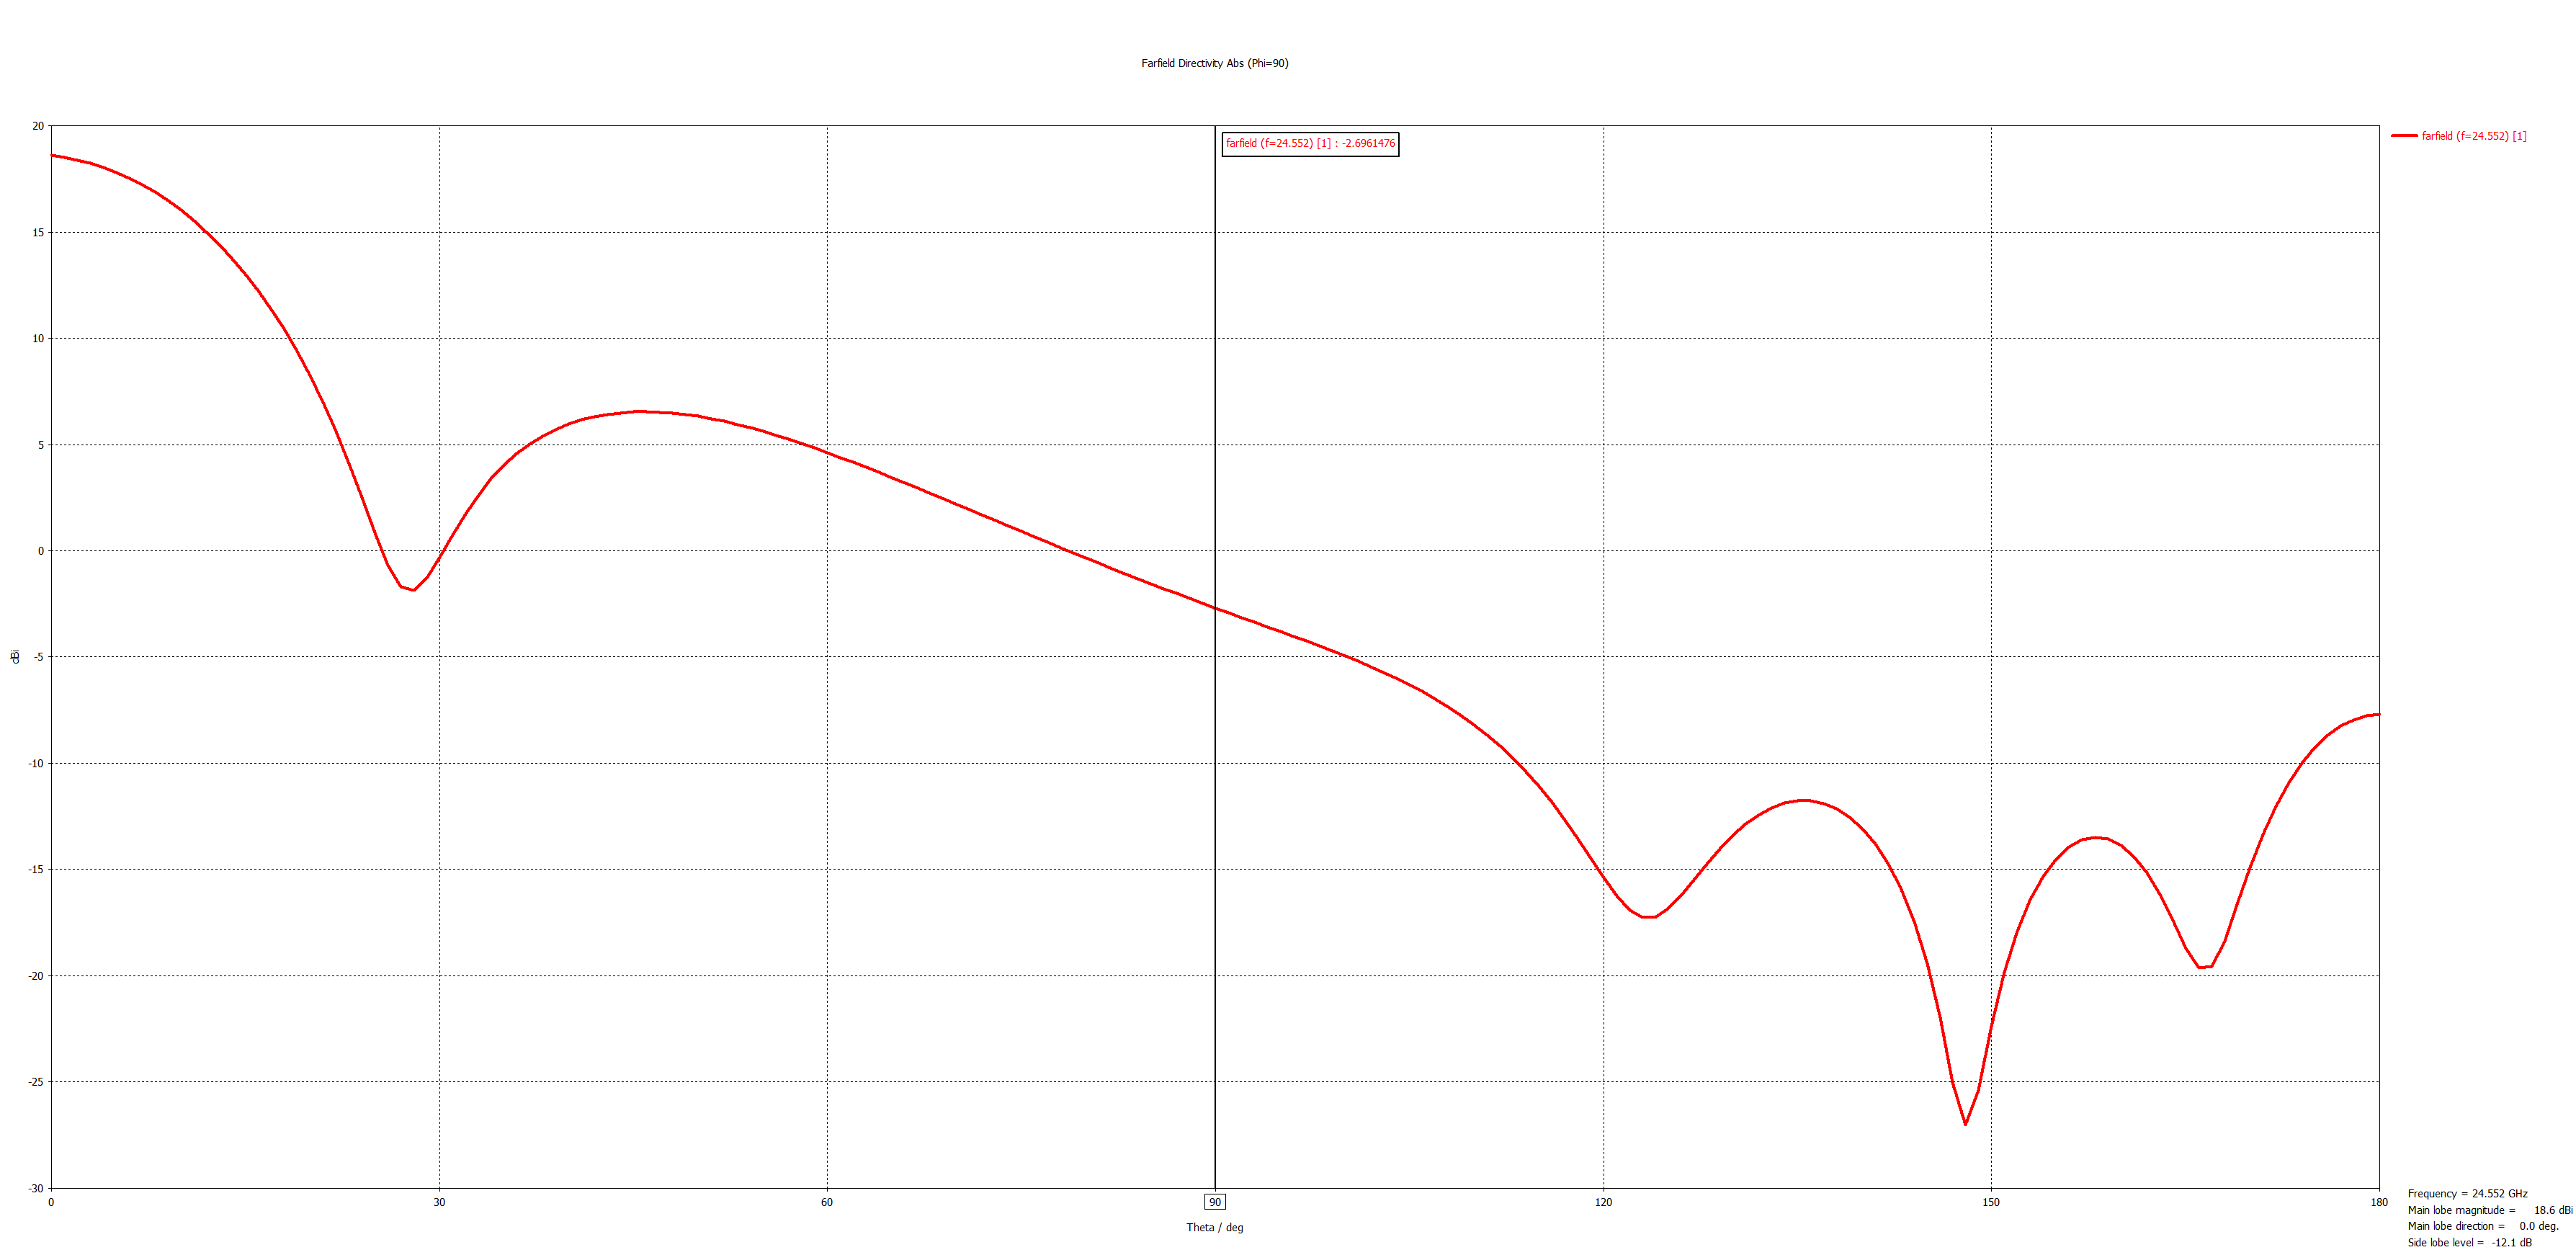 Farfield Directivity Abs (Phi=90)
20
15
10
5
0
-5
-10
-15
-20
-25
-30
dBi
farfield (f=24.552) [1] : -2.6961476
farfield (f=24.552) [1]
0
30
60
90
120
150
180
Theta / deg
Frequency = 24.552 GHz
Main lobe magnitude = 18.6 dBi
Main lobe direction = 0.0 deg.
Side lobe level = -12.1 dB